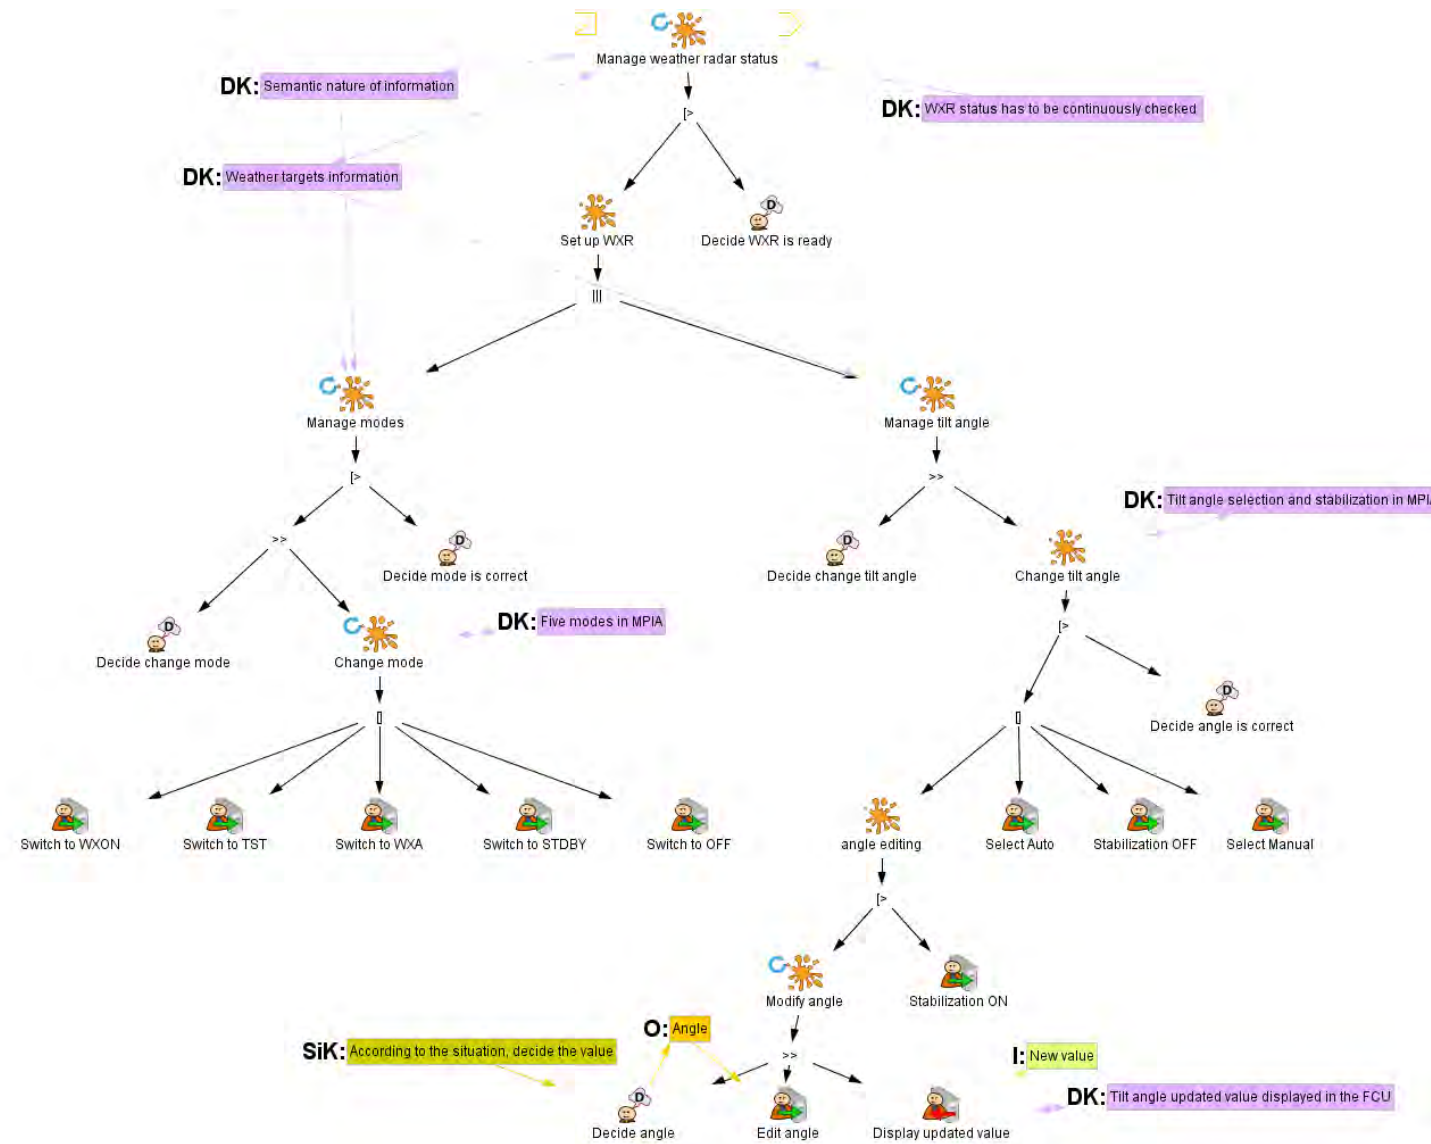 Manage weather radar status
DK: Semantic nature of information
DK: WXR status has to be continuously checked
[>
DK: Weather targets information
Set up WXR
Decide WXR is ready
|||
Manage modes
Manage tilt angle
[>
>>
DK: Tilt angle selection and stabilization in MPIA
>>
Decide mode is correct
Decide change tilt angle
Change tilt angle
DK: Five modes in MPIA
[>
Decide change mode
Change mode
[]
[]
Decide angle is correct
Switch to WXON
Switch to TST
Switch to WXA
Switch to STDBY
Switch to OFF
angle editing
Select Auto
Stabilization OFF
Select Manual
[>
Modify angle
Stabilization ON
O: Angle
SiK: According to the situation, decide the value
>>
I: New value
DK: Tilt angle updated value displayed in the FCU
Decide angle
Edit angle
Display updated value
D
D
D
D
D
D